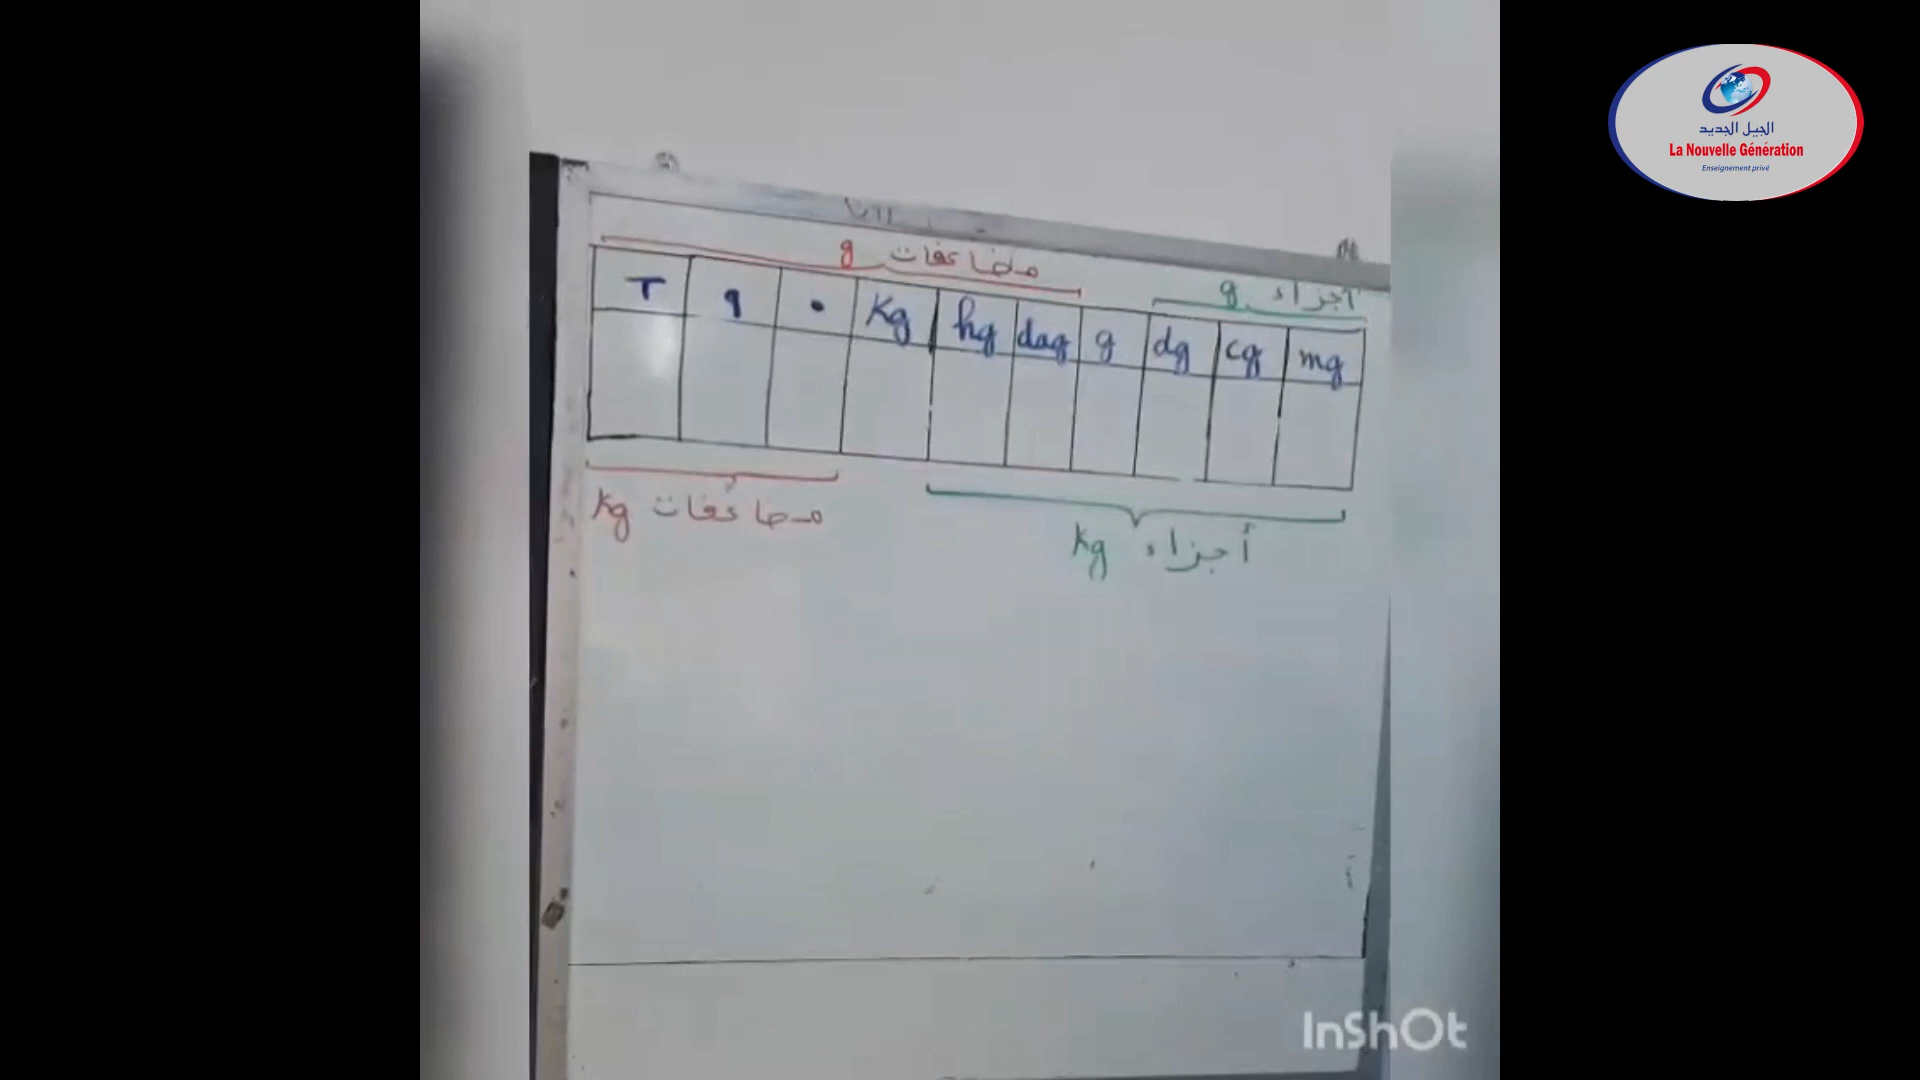 الجيل الجديد
La Nouvelle Génération
Enseignement privé
مضاعفات g
أجزاء g
T q • Kg hg dag g dg cg mg
مضاعفات Kg
أجزاء Kg
InShOt